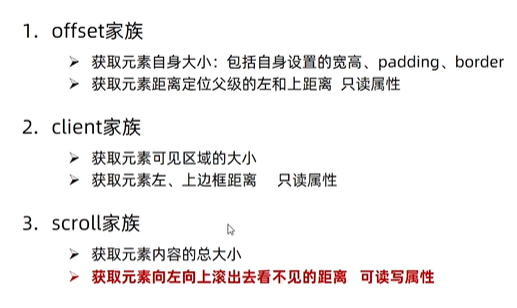 1. offset家族
➢ 获取元素自身大小：包括自身设置的宽高、padding、border
➢ 获取元素距离定位父级的左和上距离 只读属性
2. client家族
➢ 获取元素可见区域的大小
➢ 获取元素左、上边框距离 只读属性
3. scroll家族
➢ 获取元素内容的总大小
➢ 获取元素向左向上滚出去看不见的距离 可读写属性